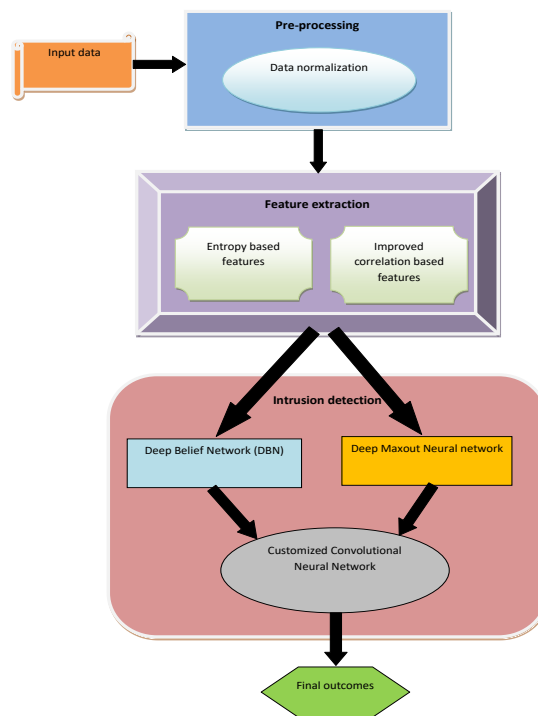 Pre-processing
Input data
Data normalization
Feature extraction
Entropy based
features
Improved
correlation based
features
Intrusion detection
Deep Belief Network (DBN)
Deep Maxout Neural network
Customized Convolutional
Neural Network
Final outcomes